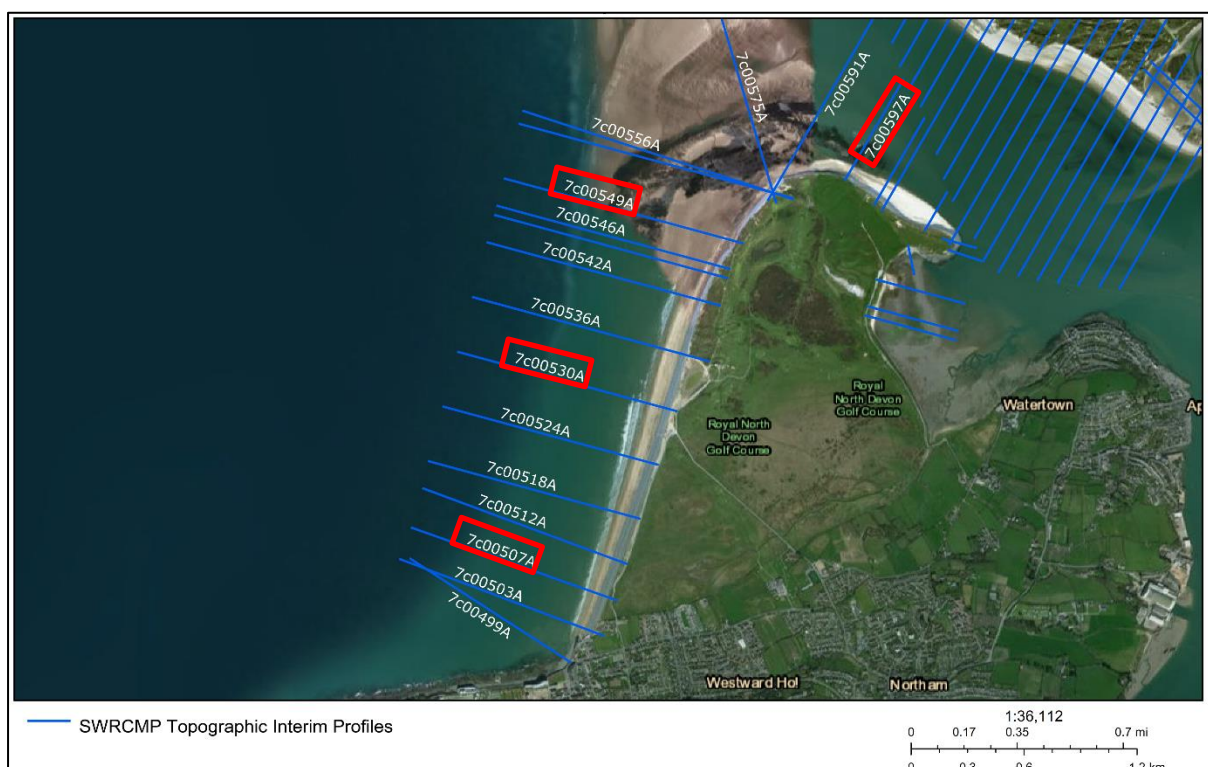 7c00575A
7c00591A
7c00597A
7c00556A
7c00549A
7c00546A
7c00542A
7c00536A
7c00530A
7c00524A
7c00518A
7c00512A
7c00507A
7c00503A
7c00499A
Royal
North Devon
Golf Course
Royal North
Devon
Golf Course
Watertown
Westward Ho!
Northam
SWRCMP Topographic Interim Profiles
1:36,112
0 0.17 0.35 0.7 mi
0 0.3 0.6 1.2 km